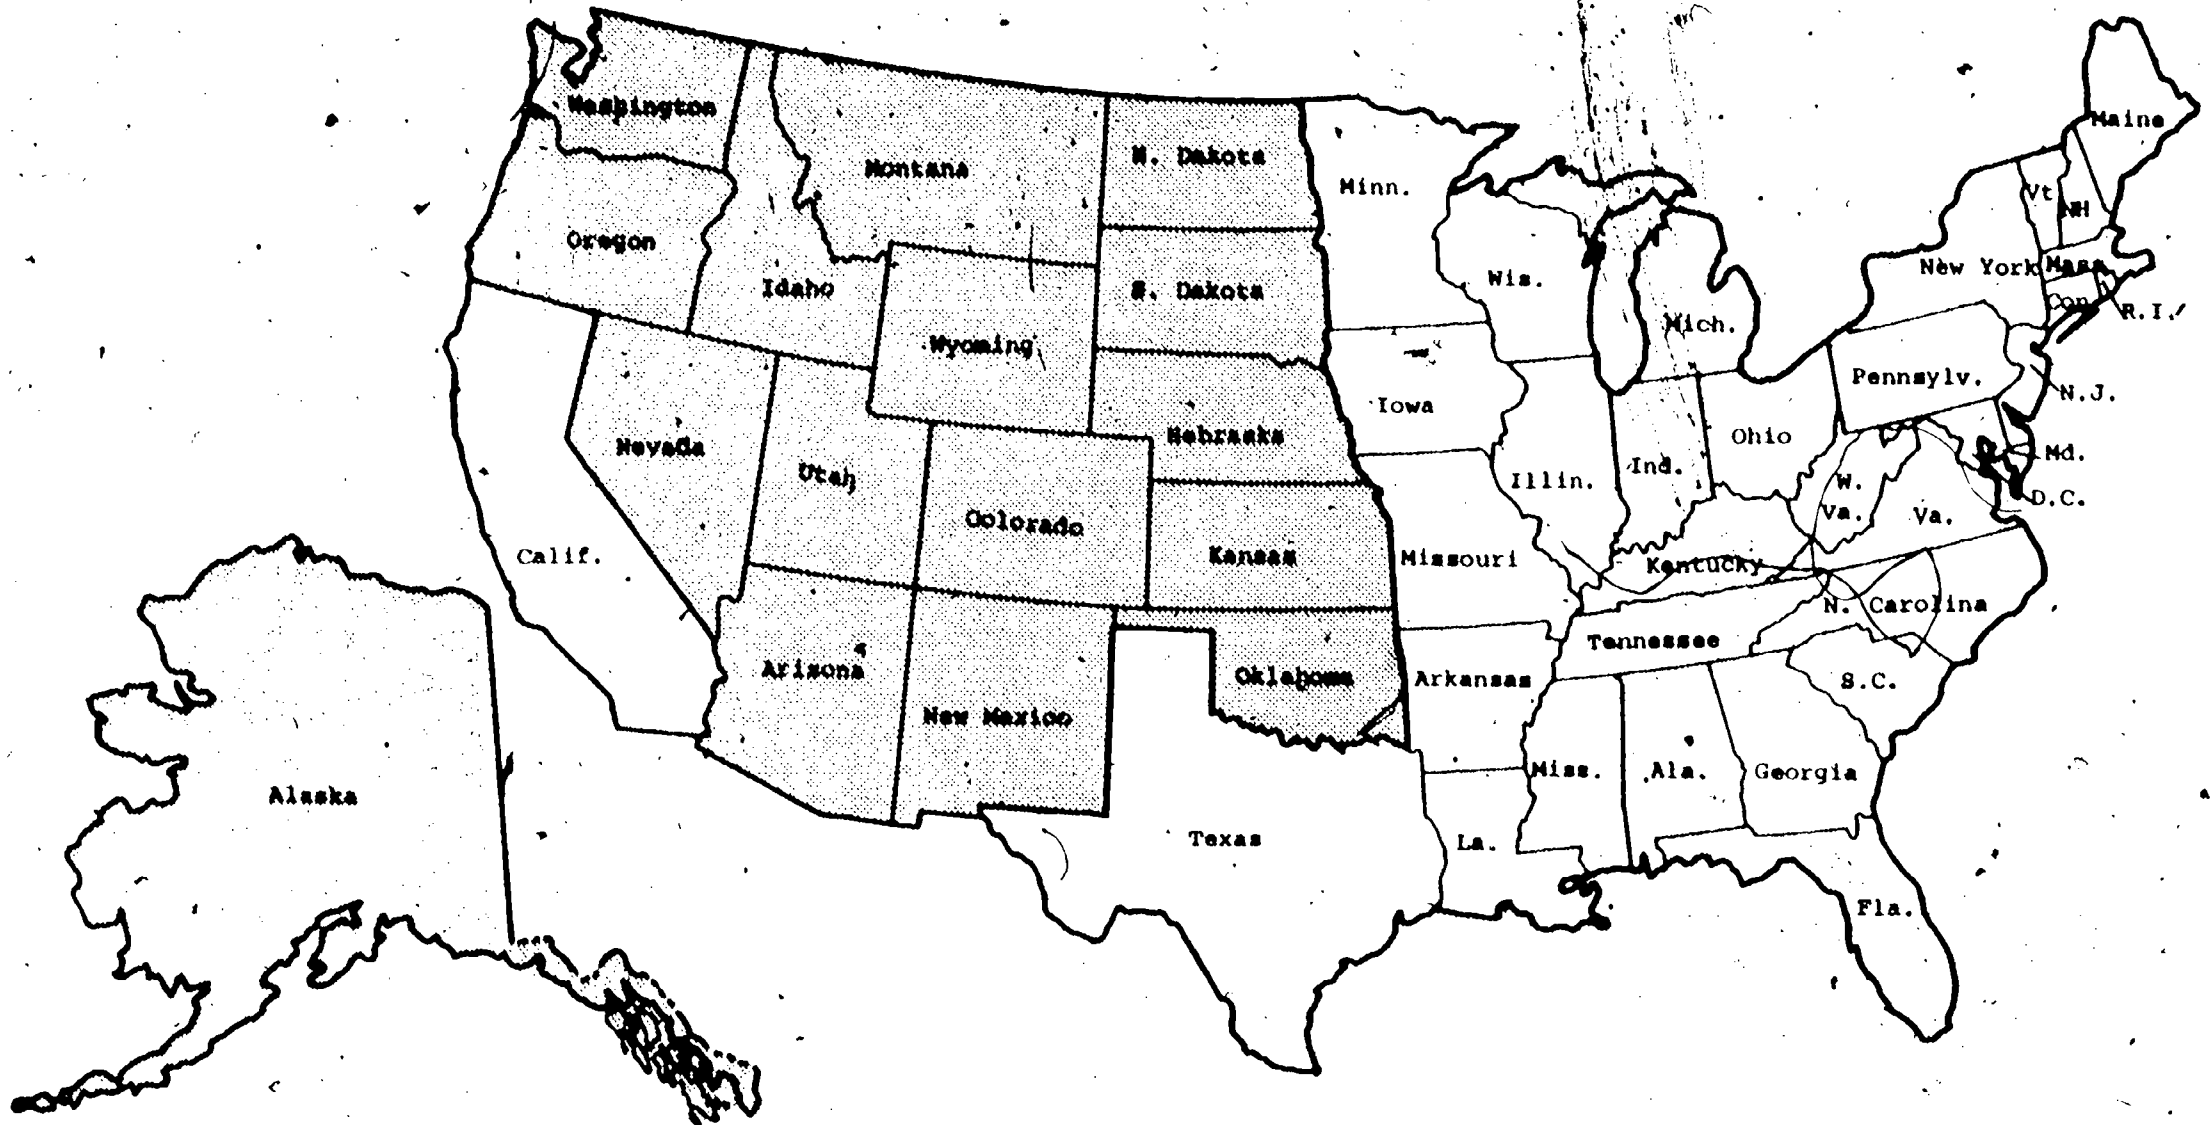 Washington
Maine
Montana
N. Dakota
Minn.
Vt
NH
Oregon
Idaho
S. Dakota
Wis.
New York
Mass
Con.
R.I.
Wyoming
Mich.
Pennsylv.
N.J.
Iowa
Nevada
Utah
Nebraska
Ohio
Md.
Illin.
Ind.
W.
Va.
Va.
D.C.
Colorado
Calif.
Kansas
Missouri
Kentucky
N. Carolina
Tennessee
Arizona
Oklahoma
Arkansas
S.C.
New Mexico
Alaska
Texas
Miss.
Ala.
Georgia
La.
Fla.